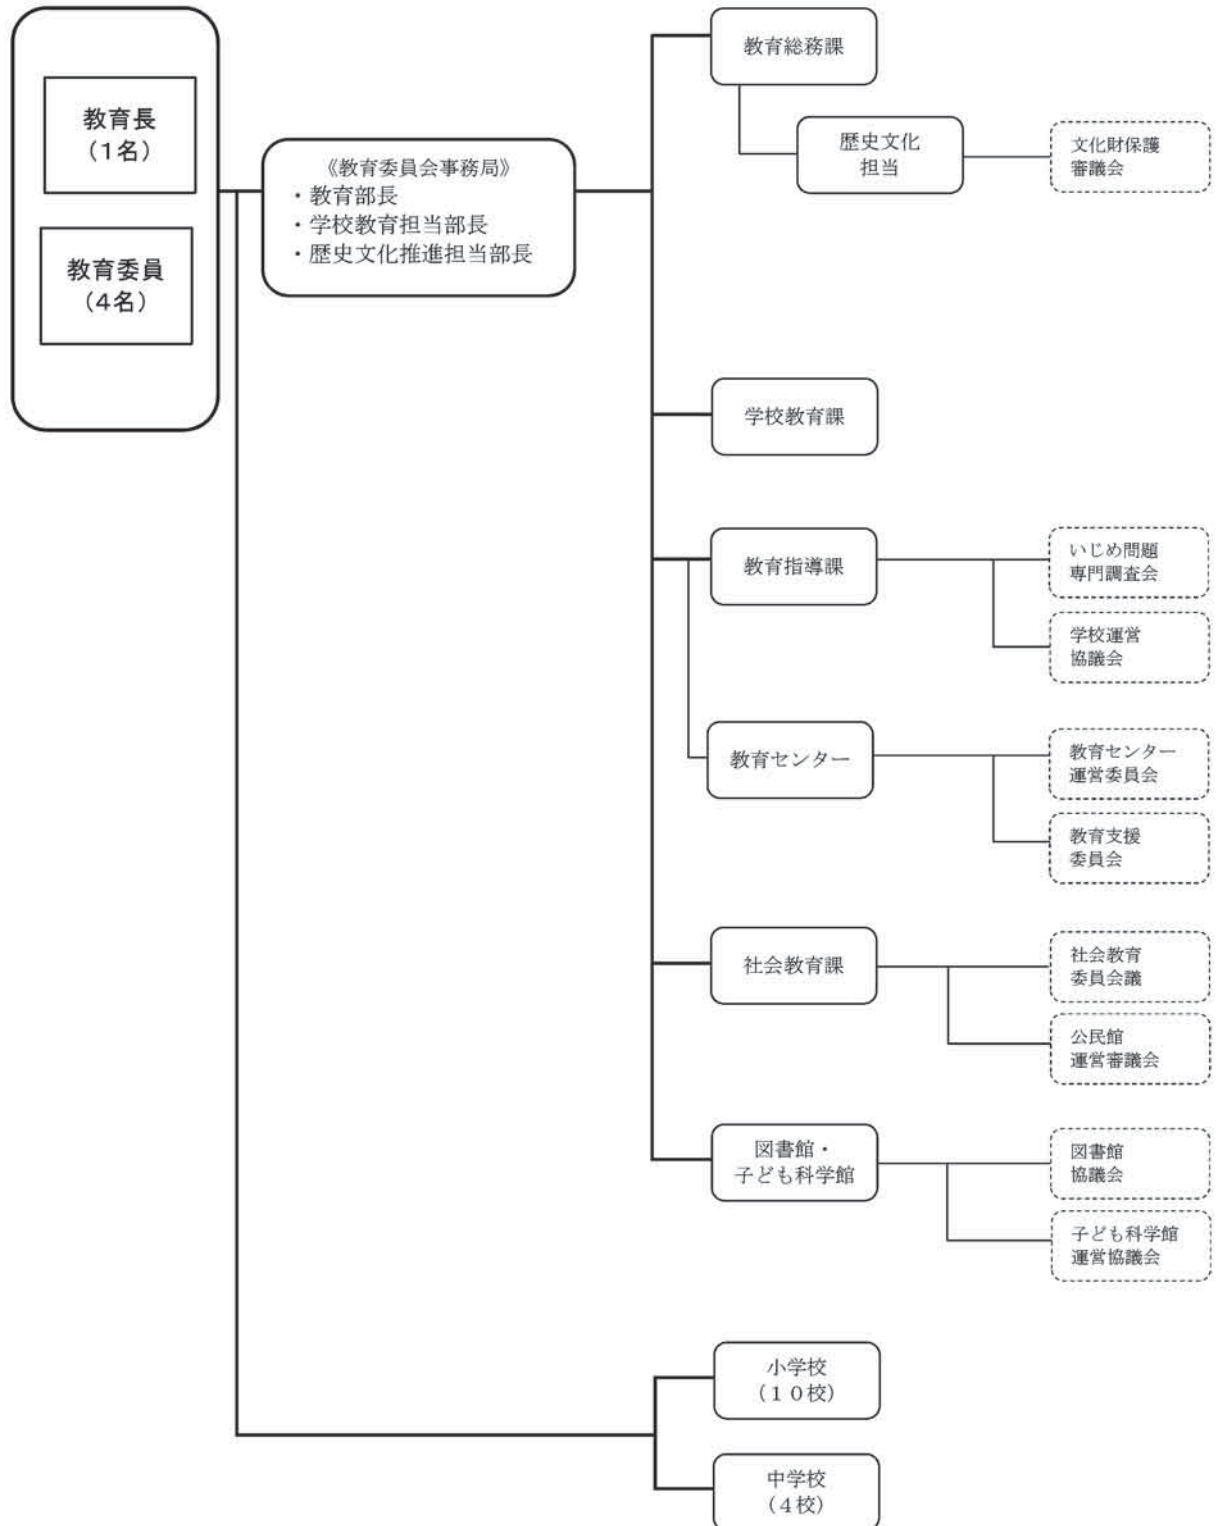 教育長
（1名）
教育委員
（4名）
《教育委員会事務局》
・教育部長
・学校教育担当部長
・歴史文化推進担当部長
教育総務課
歴史文化
担当
文化財保護
審議会
学校教育課
教育指導課
いじめ問題
専門調査会
学校運営
協議会
教育センター
教育センター
運営委員会
教育支援
委員会
社会教育課
社会教育
委員会議
公民館
運営審議会
図書館・
子ども科学館
図書館
協議会
子ども科学館
運営協議会
小学校
（１０校）
中学校
（４校）